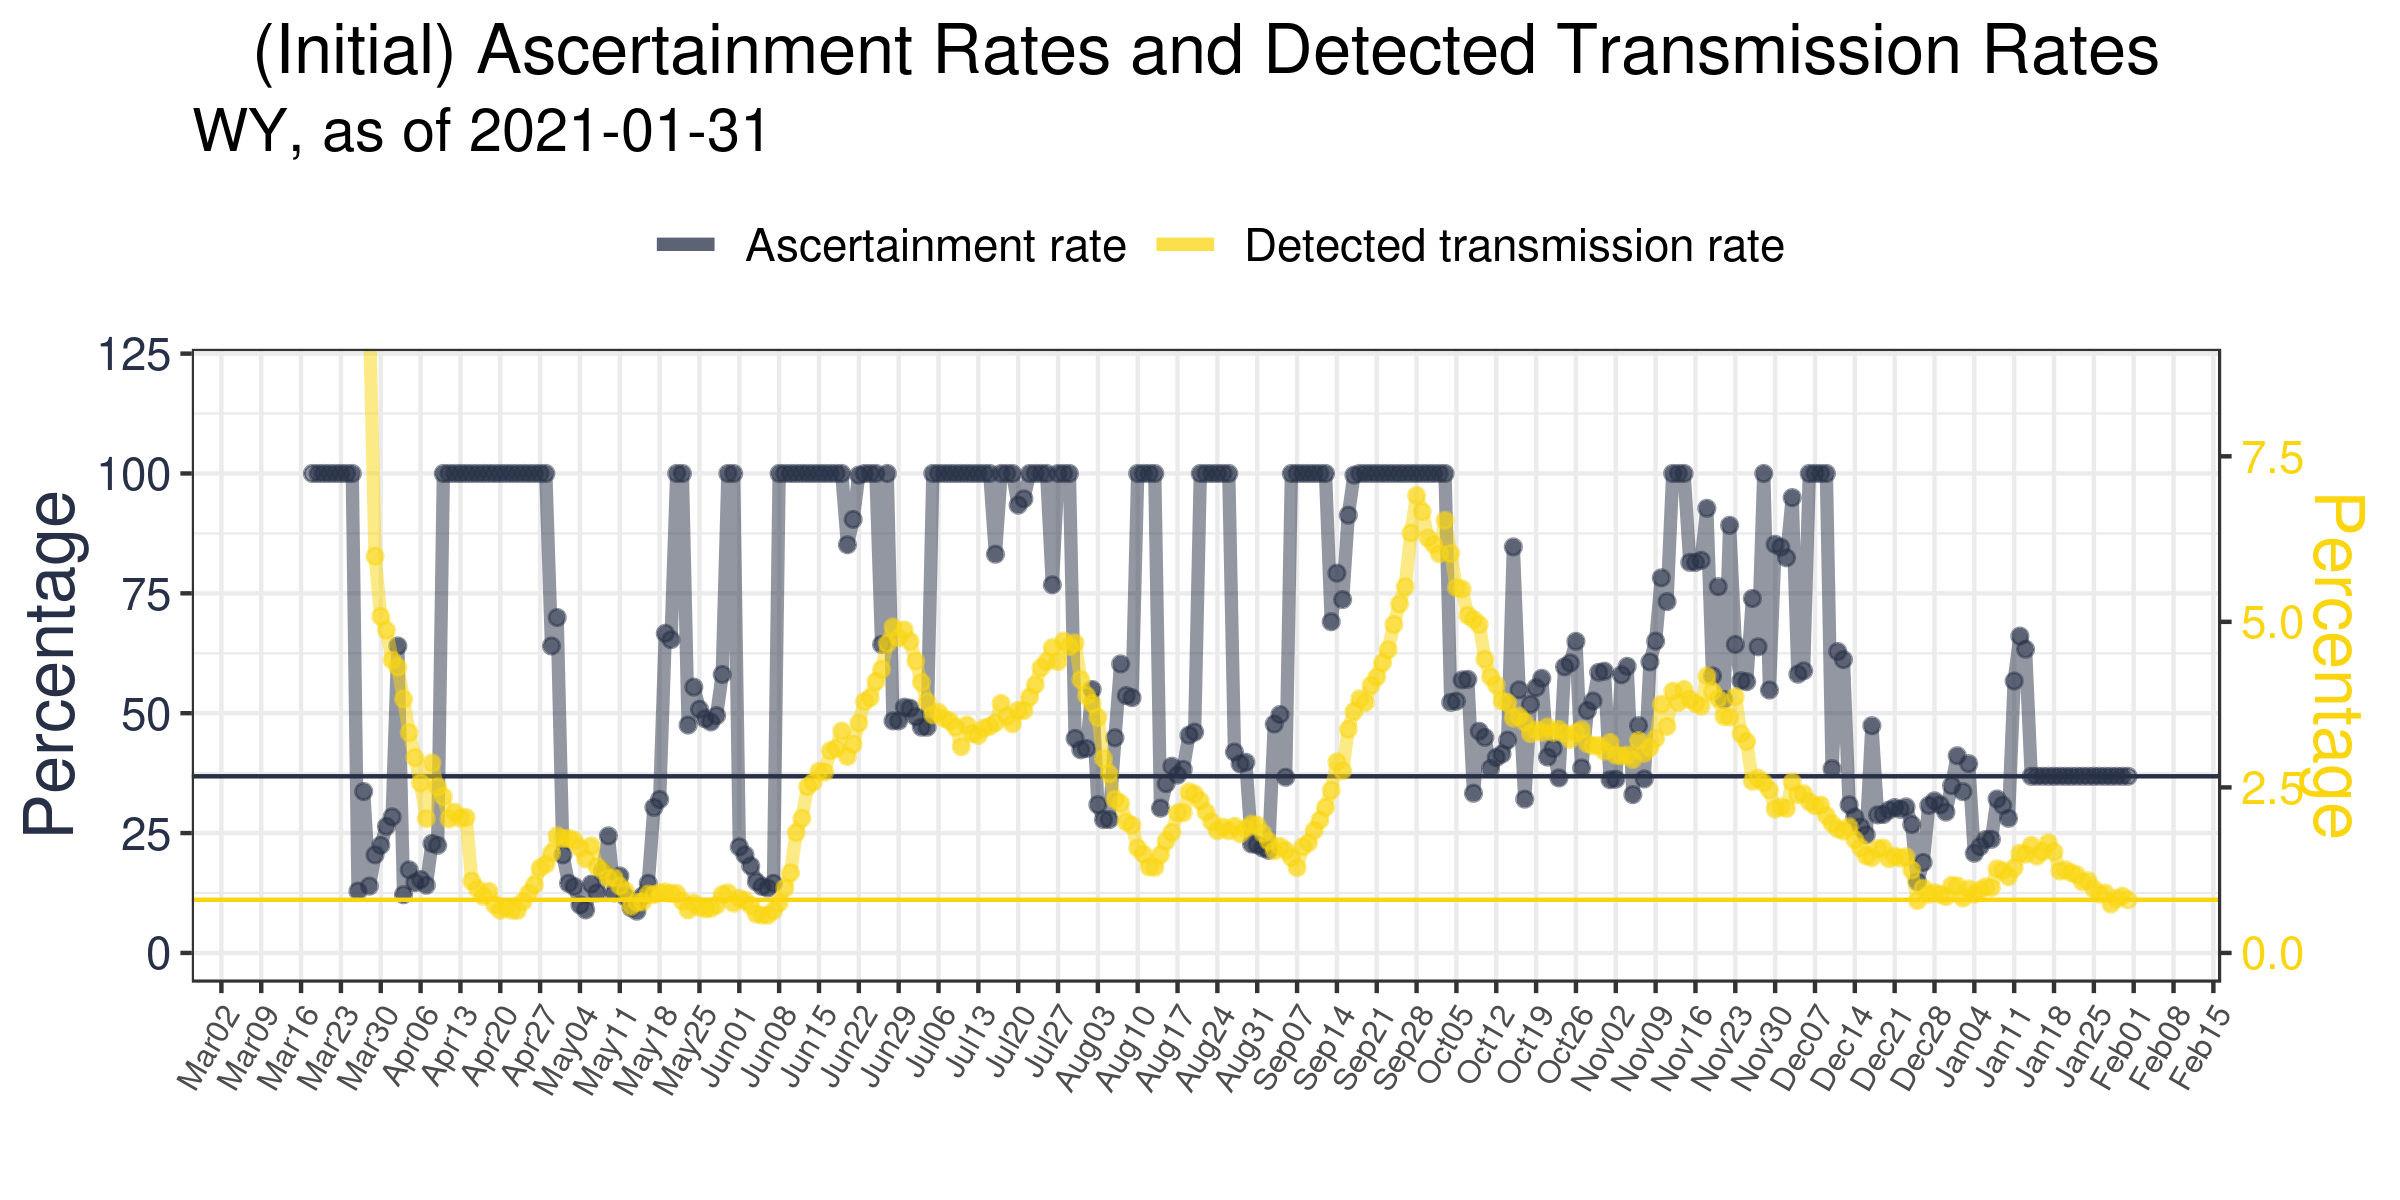 (Initial) Ascertainment Rates and Detected Transmission Rates
WY, as of 2021-01-31
Ascertainment rate Detected transmission rate
125
100
75
50
25
0
Percentage
7.5
5.0
2.5
0.0
Percentage
Mar02 Mar09 Mar16 Mar23 Mar30 Apr06 Apr13 Apr20 Apr27 May04 May11 May18 May25 Jun01 Jun08 Jun15 Jun22 Jun29 Jul06 Jul13 Jul20 Jul27 Aug03 Aug10 Aug17 Aug24 Aug31 Sep07 Sep14 Sep21 Sep28 Oct05 Oct12 Oct19 Oct26 Nov02 Nov09 Nov16 Nov23 Nov30 Dec07 Dec14 Dec21 Dec28 Jan04 Jan11 Jan18 Jan25 Feb01 Feb08 Feb15